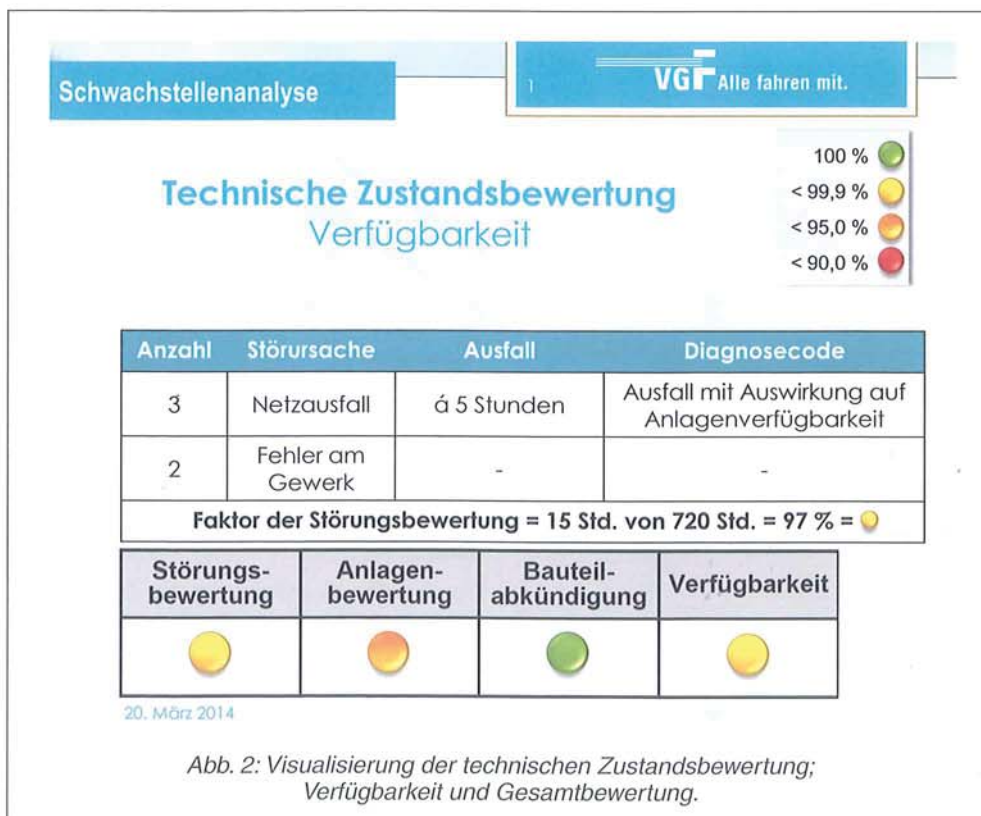 Schwachstellenanalyse
1
VGF Alle fahren mit.
100 %
< 99,9 %
< 95,0 %
< 90,0 %
Technische Zustandsbewertung
Verfügbarkeit
Anzahl Störursache Ausfall Diagnosecode
3 Netzausfall á 5 Stunden Ausfall mit Auswirkung auf
Anlagenverfügbarkeit
2 Fehler am
Gewerk - -
Faktor der Störungsbewertung = 15 Std. von 720 Std. = 97 % =
Störungs-
bewertung
Anlagen-
bewertung
Bauteil-
abkündigung
Verfügbarkeit
20. März 2014
Abb. 2: Visualisierung der technischen Zustandsbewertung;
Verfügbarkeit und Gesamtbewertung.